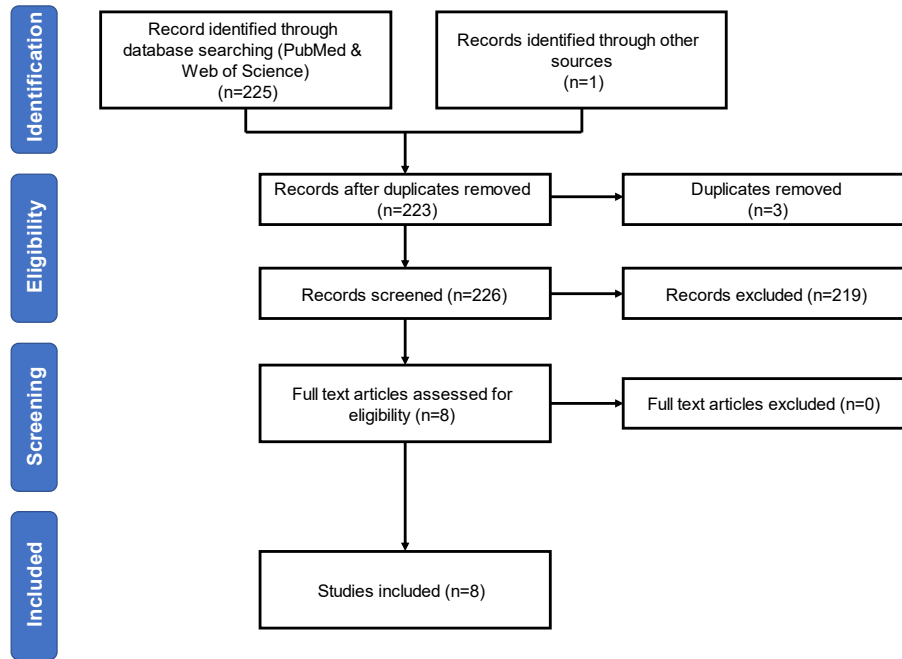 Identification
Record identified through
database searching (PubMed &
Web of Science)
(n=225)
Records identified through other
sources
(n=1)
Eligibility
Records after duplicates removed
(n=223)
Duplicates removed
(n=3)
Records screened (n=226)
Records excluded (n=219)
Screening
Full text articles assessed for
eligibility (n=8)
Full text articles excluded (n=0)
Included
Studies included (n=8)